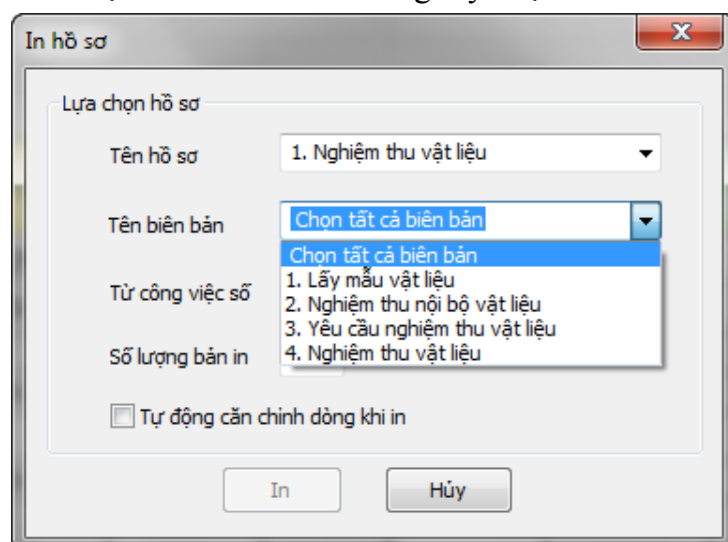 In hồ sơ
Lựa chọn hồ sơ
Tên hồ sơ
1. Nghiệm thu vật liệu
Tên biên bản
Chọn tất cả biên bản
Chọn tất cả biên bản
1. Lấy mẫu vật liệu
2. Nghiệm thu nội bộ vật liệu
3. Yêu cầu nghiệm thu vật liệu
4. Nghiệm thu vật liệu
Từ công việc số
Số lượng bản in
Tự động căn chỉnh dòng khi in
In
Hủy